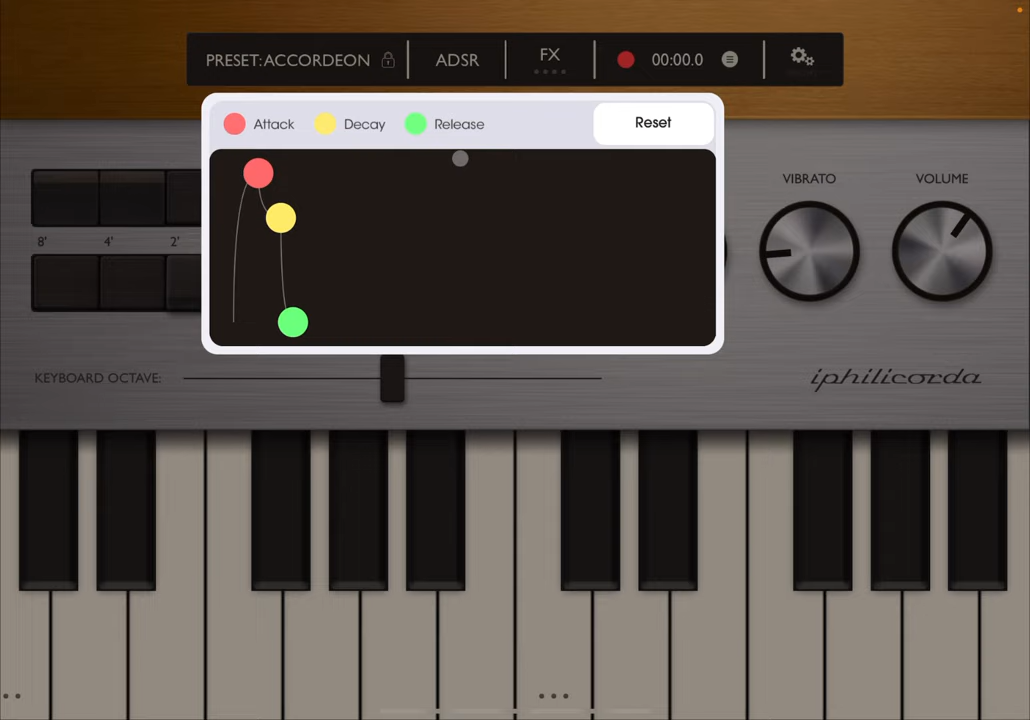 PRESET:ACCORDEON
ADSR
FX
00:00.0
Attack
Decay
Release
Reset
VIBRATO
VOLUME
8'
4'
2'
KEYBOARD OCTAVE:
iphilicorda